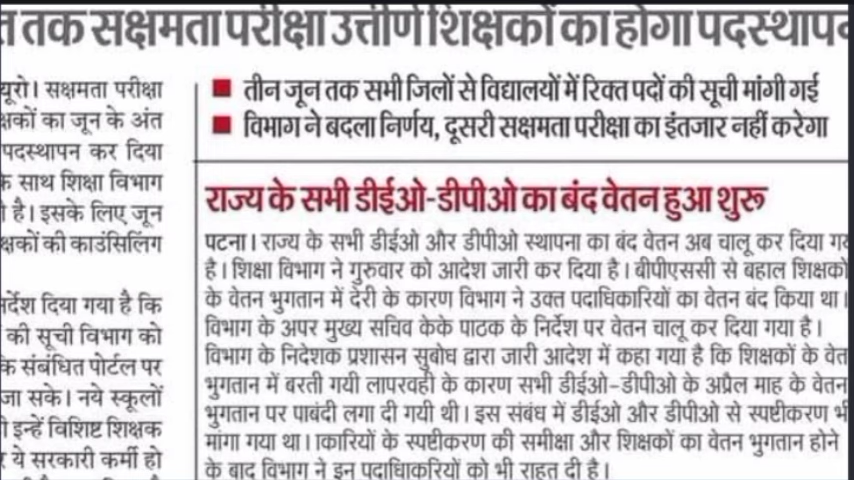 तक सक्षमता परीक्षा उत्तीर्ण शिक्षकों का होगा पदस्थापन
यूरो। सक्षमता परीक्षा
क्षकों का जून के अंत
पदस्थापन कर दिया
के साथ शिक्षा विभाग
है। इसके लिए जून
क्षकों की काउंसिलिंग
नर्देश दिया गया है कि
की सूची विभाग को
के संबंधित पोर्टल पर
जा सके। नये स्कूलों
इन्हें विशिष्ट शिक्षक
ये सरकारी कर्मी हो
तीन जून तक सभी जिलों से विद्यालयों में रिक्त पदों की सूची मांगी गई
विभाग ने बदला निर्णय, दूसरी सक्षमता परीक्षा का इंतजार नहीं करेगा
राज्य के सभी डीईओ-डीपीओ का बंद वेतन हुआ शुरू
पटना। राज्य के सभी डीईओ और डीपीओ स्थापना का बंद वेतन अब चालू कर दिया गय
है। शिक्षा विभाग ने गुरुवार को आदेश जारी कर दिया है। बीपीएससी से बहाल शिक्षको
के वेतन भुगतान में देरी के कारण विभाग ने उक्त पदाधिकारियों का वेतन बंद किया था।
विभाग के अपर मुख्य सचिव केके पाठक के निर्देश पर वेतन चालू कर दिया गया है।
विभाग के निदेशक प्रशासन सुबोध द्वारा जारी आदेश में कहा गया है कि शिक्षकों के वेत
भुगतान में बरती गयी लापरवही के कारण सभी डीईओ-डीपीओ के अप्रैल माह के वेतन
भुगतान पर पाबंदी लगा दी गयी थी। इस संबंध में डीईओ और डीपीओ से स्पष्टीकरण भी
मांगा गया था। ाकारियों के स्पष्टीकरण की समीक्षा और शिक्षकों का वेतन भुगतान होने
के बाद विभाग ने इन पदाधिाकरियों को भी राहत दी है।